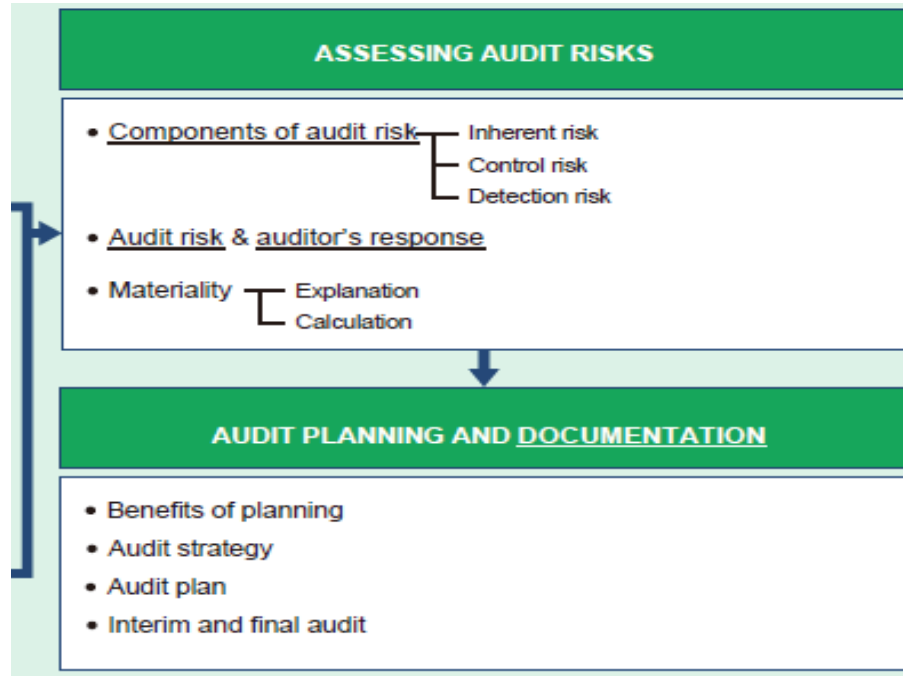 ASSESSING AUDIT RISKS
• Components of audit risk
Inherent risk
Control risk
Detection risk
• Audit risk & auditor's response
• Materiality
Explanation
Calculation
AUDIT PLANNING AND DOCUMENTATION
• Benefits of planning
• Audit strategy
• Audit plan
• Interim and final audit